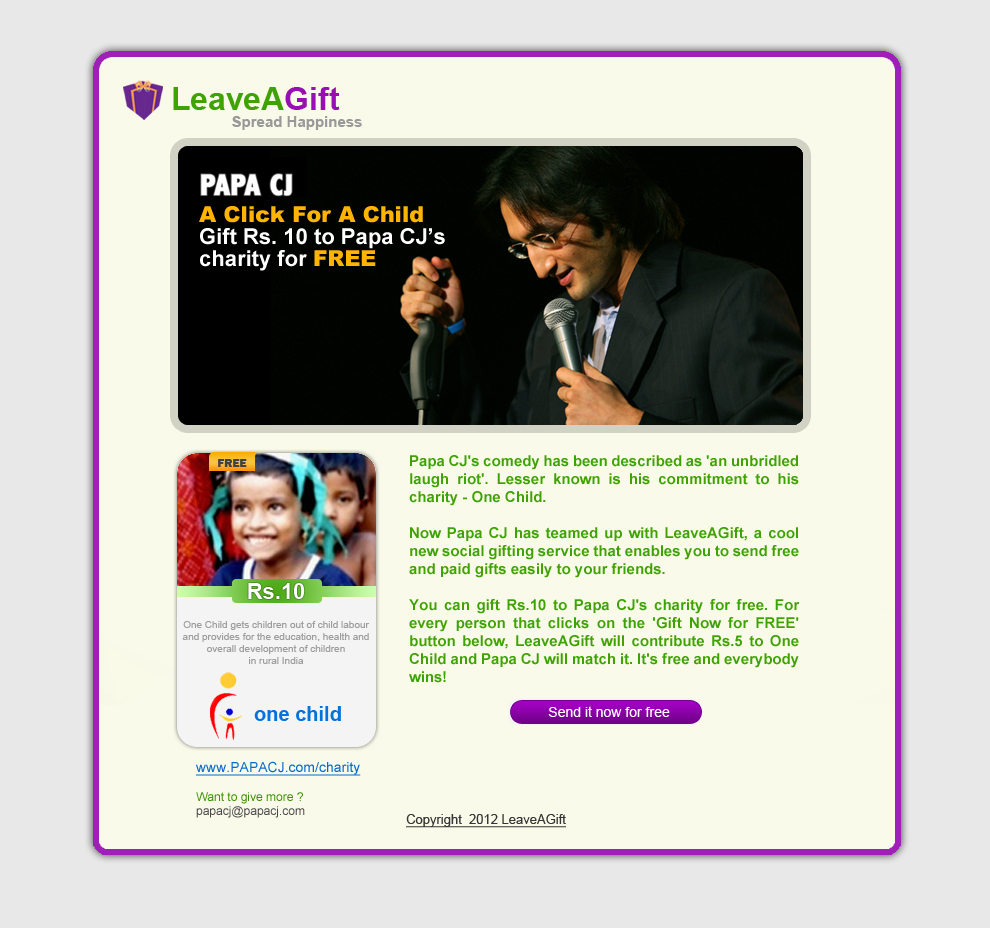 LeaveAGift
Spread Happiness
PAPA CJ
A Click For A Child
Gift Rs. 10 to Papa CJ’s
charity for FREE
FREE
Rs.10
One Child gets children out of child labour
and provides for the education, health and
overall development of children
in rural India
one child
www.PAPACJ.com/charity
Want to give more ?
papacj@papacj.com
Papa CJ's comedy has been described as 'an unbridled
laugh riot'. Lesser known is his commitment to his
charity - One Child.
Now Papa CJ has teamed up with LeaveAGift, a cool
new social gifting service that enables you to send free
and paid gifts easily to your friends.
You can gift Rs.10 to Papa CJ's charity for free. For
every person that clicks on the 'Gift Now for FREE'
button below, LeaveAGift will contribute Rs.5 to One
Child and Papa CJ will match it. It's free and everybody
wins!
Send it now for free
Copyright 2012 LeaveAGift